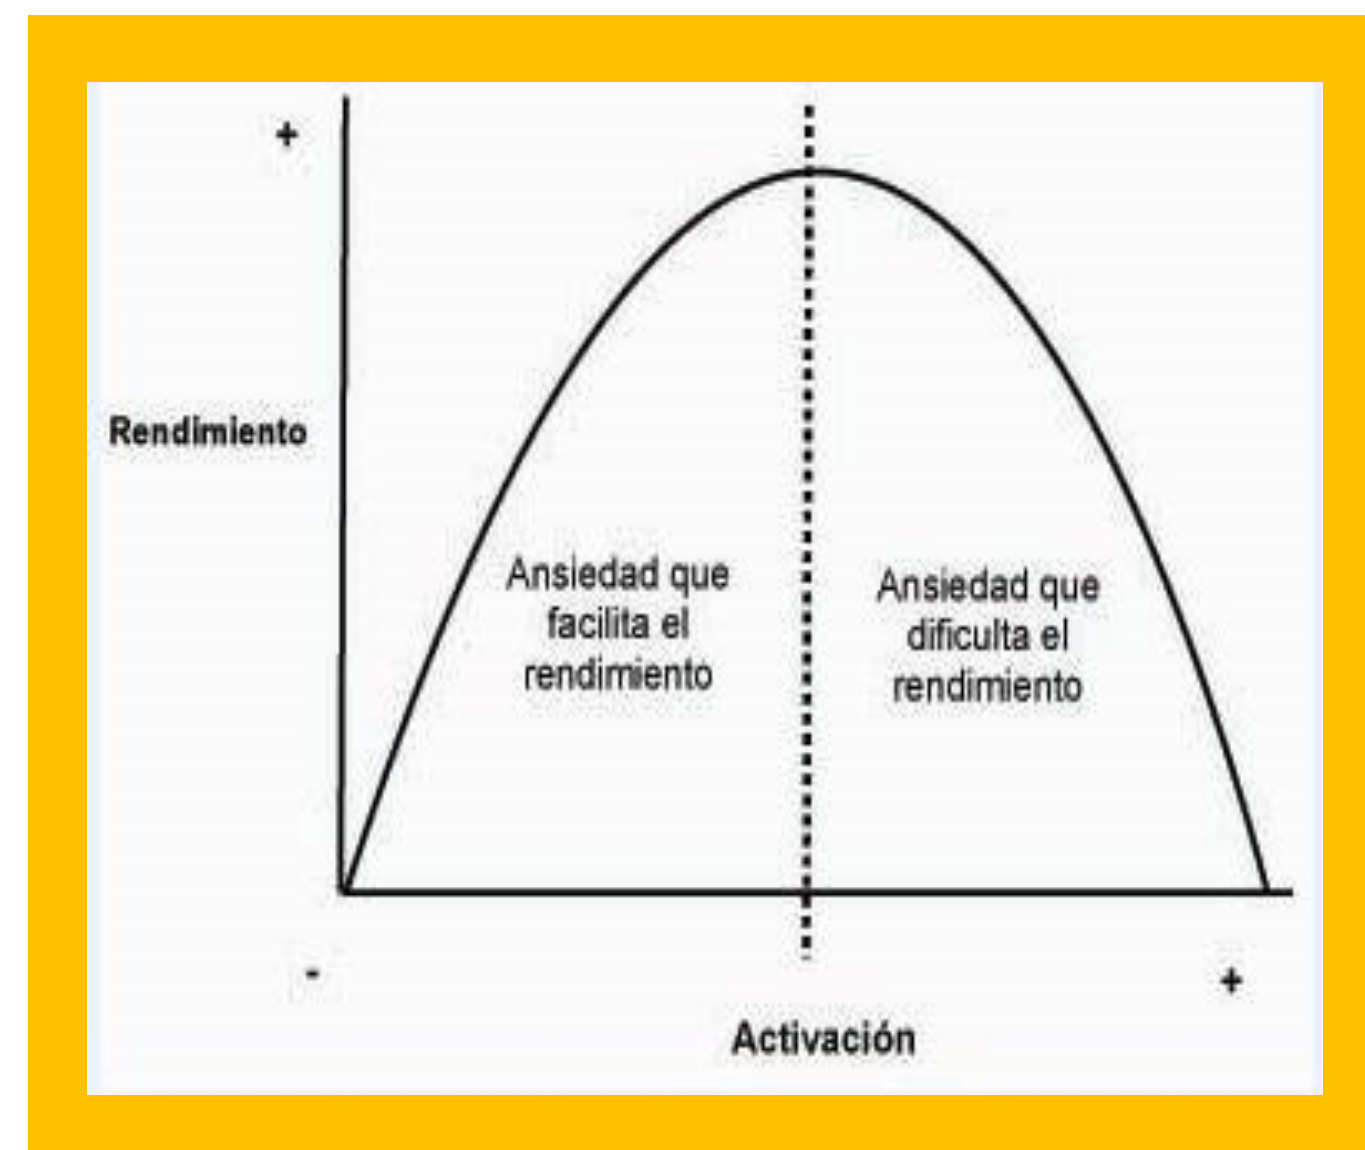 +
Rendimiento
Ansiedad que
facilita el
rendimiento
Ansiedad que
dificulta el
rendimiento
-
+
Activación